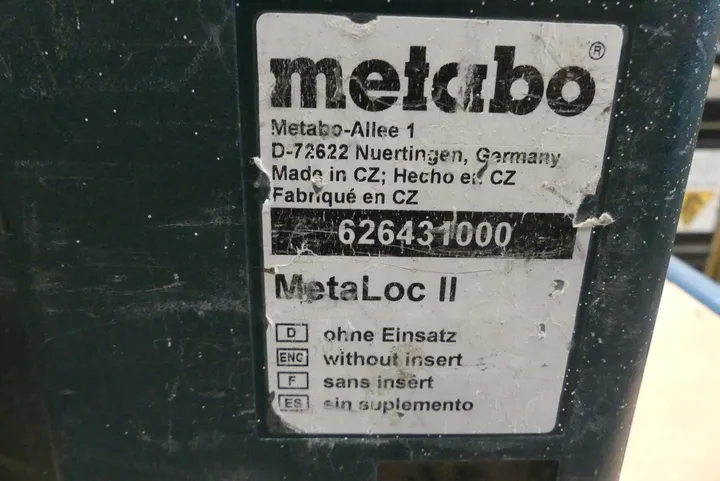 metabo®
Metabo-Allee 1
D-72622 Nuertingen, Germany
Made in CZ; Hecho en CZ
Fabriqué en CZ
626431000
MetaLoc II
D ohne Einsatz
ENG without insert
F sans insert
ES sin suplemento